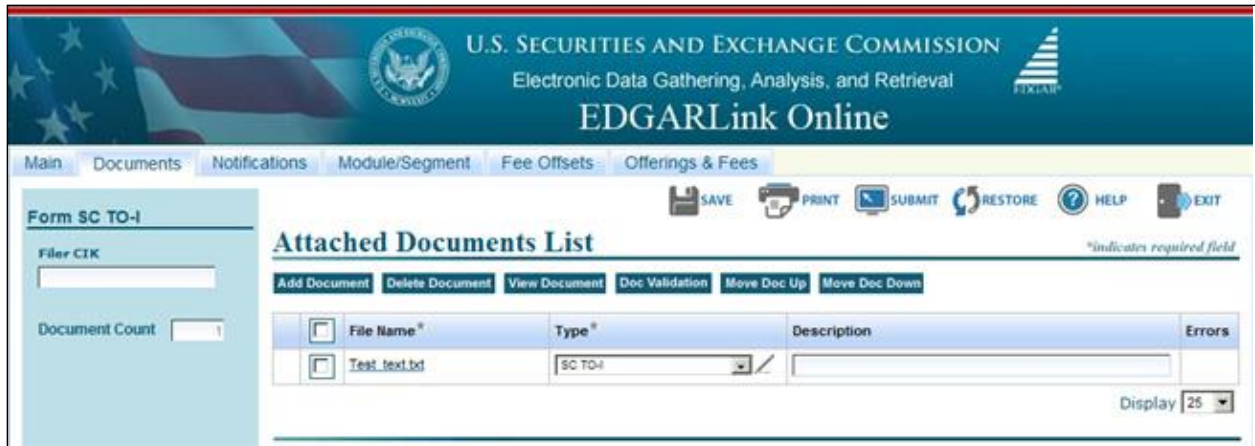 U.S. SECURITIES AND EXCHANGE COMMISSION
Electronic Data Gathering, Analysis, and Retrieval
EDGAR®
EDGARLink Online
Main Documents Notifications Module/Segment Fee Offsets Offerings & Fees
SAVE PRINT SUBMIT RESTORE HELP EXIT
Form SC TO-I
Attached Documents List
*indicates required field
Filer CIK
Add Document Delete Document View Document Doc Validation Move Doc Up Move Doc Down
Document Count 1
File Name* Type* Description Errors
Test_text.txt SC TO-I
Display 25